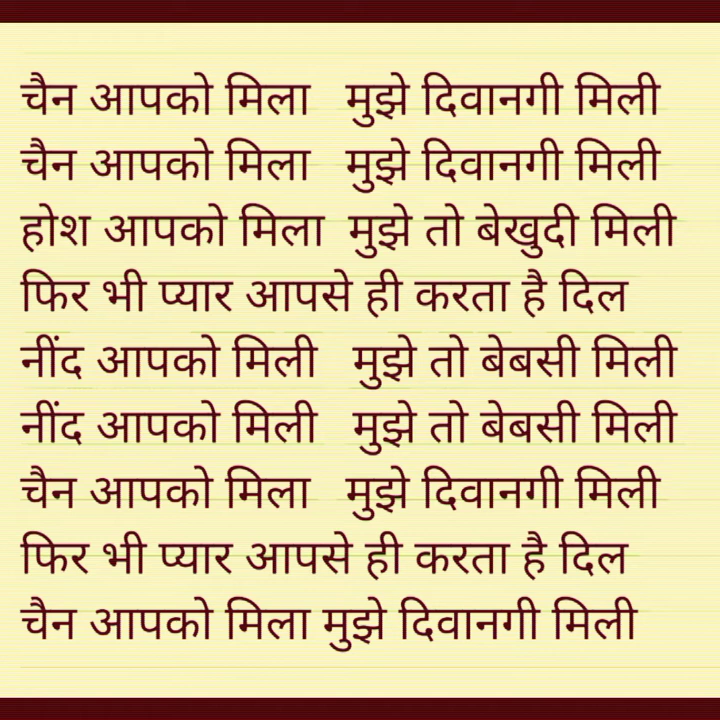 चैन आपको मिला मुझे दिवानगी मिली
चैन आपको मिला मुझे दिवानगी मिली
होश आपको मिला मुझे तो बेखुदी मिली
फिर भी प्यार आपसे ही करता है दिल
नींद आपको मिली मुझे तो बेबसी मिली
नींद आपको मिली मुझे तो बेबसी मिली
चैन आपको मिला मुझे दिवानगी मिली
फिर भी प्यार आपसे ही करता है दिल
चैन आपको मिला मुझे दिवानगी मिली